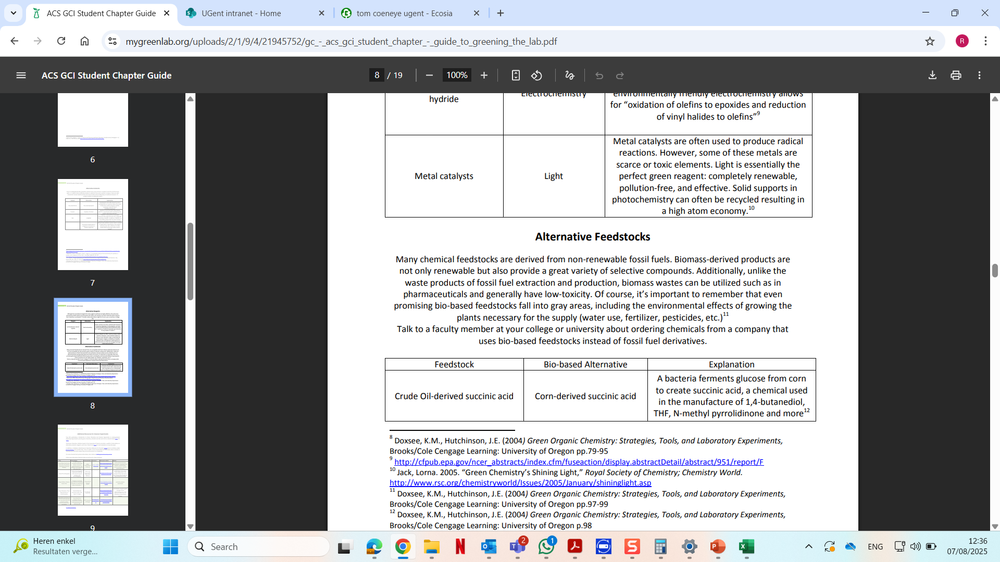 ACS GCI Student Chapter Guide
UGent intranet - Home
tom coeneye ugent - Ecosia
mygreenlab.org/uploads/2/1/9/4/21945752/gc_-_acs_gci_student_chapter_-_guide_to_greening_the_lab.pdf
R
ACS GCI Student Chapter Guide
8 / 19
100%
6
7
8
9
hydride
Electrochemistry
environmentally friendly electrochemistry allows
for “oxidation of olefins to epoxides and reduction
of vinyl halides to olefins”9
Metal catalysts
Light
Metal catalysts are often used to produce radical
reactions. However, some of these metals are
scarce or toxic elements. Light is essentially the
perfect green reagent: completely renewable,
pollution-free, and effective. Solid supports in
photochemistry can often be recycled resulting in
a high atom economy.10
Alternative Feedstocks
Many chemical feedstocks are derived from non-renewable fossil fuels. Biomass-derived products are
not only renewable but also provide a great variety of selective compounds. Additionally, unlike the
waste products of fossil fuel extraction and production, biomass wastes can be utilized such as in
pharmaceuticals and generally have low-toxicity. Of course, it’s important to remember that even
promising bio-based feedstocks fall into gray areas, including the environmental effects of growing the
plants necessary for the supply (water use, fertilizer, pesticides, etc.)11
Talk to a faculty member at your college or university about ordering chemicals from a company that
uses bio-based feedstocks instead of fossil fuel derivatives.
Feedstock
Bio-based Alternative
Explanation
Crude Oil-derived succinic acid
Corn-derived succinic acid
A bacteria ferments glucose from corn
to create succinic acid, a chemical used
in the manufacture of 1,4-butanediol,
THF, N-methyl pyrrolidinone and more12
8 Doxsee, K.M., Hutchinson, J.E. (2004) Green Organic Chemistry: Strategies, Tools, and Laboratory Experiments,
Brooks/Cole Cengage Learning: University of Oregon pp.79-95
9 http://cfpub.epa.gov/ncer_abstracts/index.cfm/fuseaction/display.abstractDetail/abstract/951/report/F
10 Jack, Lorna. 2005. “Green Chemistry’s Shining Light,” Royal Society of Chemistry; Chemistry World.
http://www.rsc.org/chemistryworld/Issues/2005/January/shininglight.asp
11 Doxsee, K.M., Hutchinson, J.E. (2004) Green Organic Chemistry: Strategies, Tools, and Laboratory Experiments,
Brooks/Cole Cengage Learning: University of Oregon pp.97-99
12 Doxsee, K.M., Hutchinson, J.E. (2004) Green Organic Chemistry: Strategies, Tools, and Laboratory Experiments,
Brooks/Cole Cengage Learning: University of Oregon p.98
Heren enkel
Resultaten verge...
Search
2
1
ENG
12:36
07/08/2025